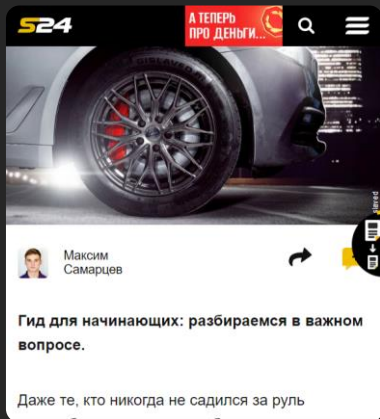 S24
А ТЕПЕРЬ
ПРО ДЕНЬГИ...
GISLAVED
Максим
Самарцев
Гид для начинающих: разбираемся в важном
вопросе.
Даже те, кто никогда не садился за руль